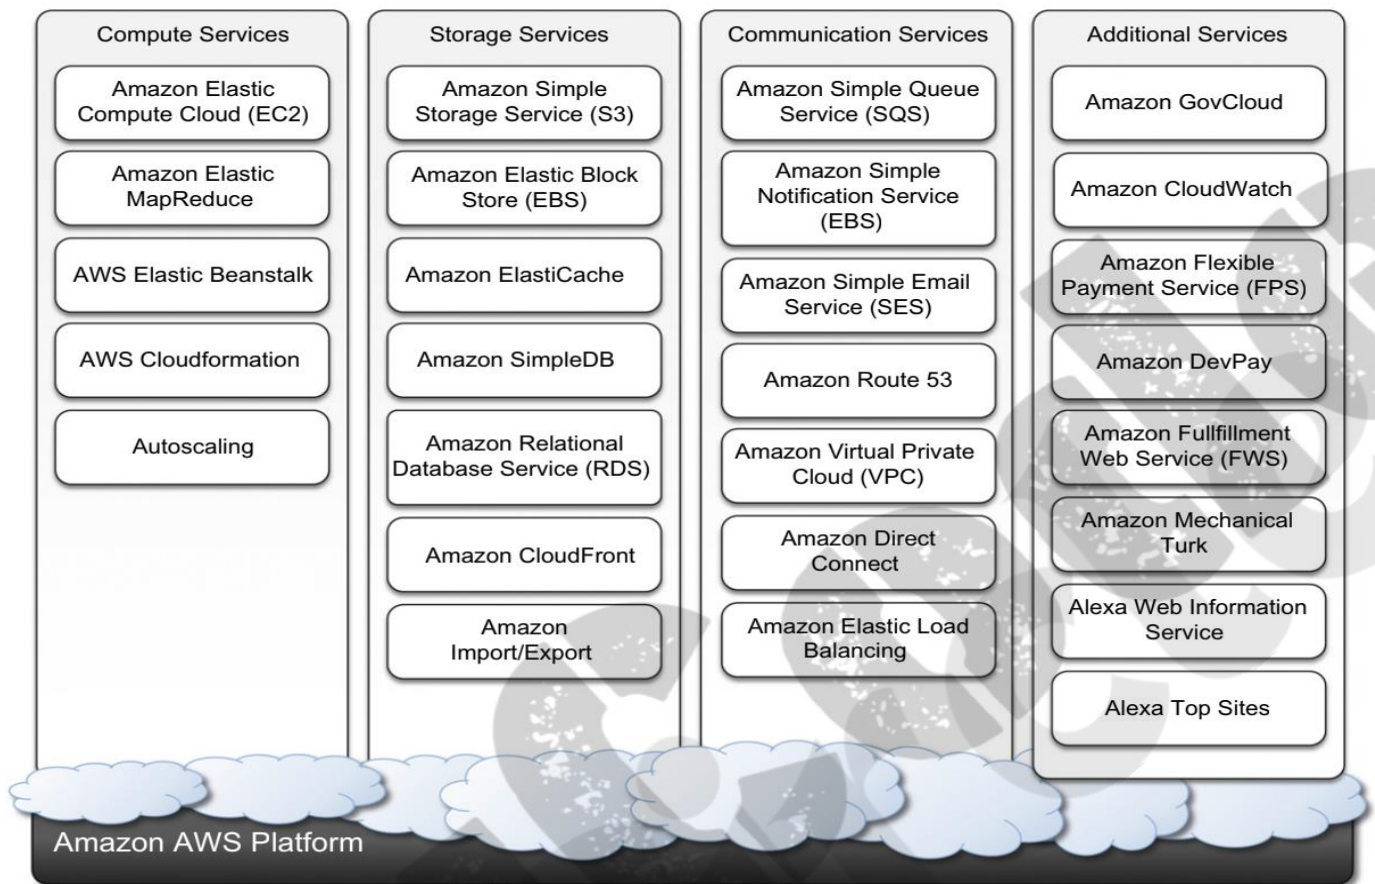 Compute Services
Amazon Elastic
Compute Cloud (EC2)
Amazon Elastic
MapReduce
AWS Elastic Beanstalk
AWS Cloudformation
Autoscaling
Storage Services
Amazon Simple
Storage Service (S3)
Amazon Elastic Block
Store (EBS)
Amazon ElastiCache
Amazon SimpleDB
Amazon Relational
Database Service (RDS)
Amazon CloudFront
Amazon
Import/Export
Communication Services
Amazon Simple Queue
Service (SQS)
Amazon Simple
Notification Service
(EBS)
Amazon Simple Email
Service (SES)
Amazon Route 53
Amazon Virtual Private
Cloud (VPC)
Amazon Direct
Connect
Amazon Elastic Load
Balancing
Additional Services
Amazon GovCloud
Amazon CloudWatch
Amazon Flexible
Payment Service (FPS)
Amazon DevPay
Amazon Fullfillment
Web Service (FWS)
Amazon Mechanical
Turk
Alexa Web Information
Service
Alexa Top Sites
Amazon AWS Platform